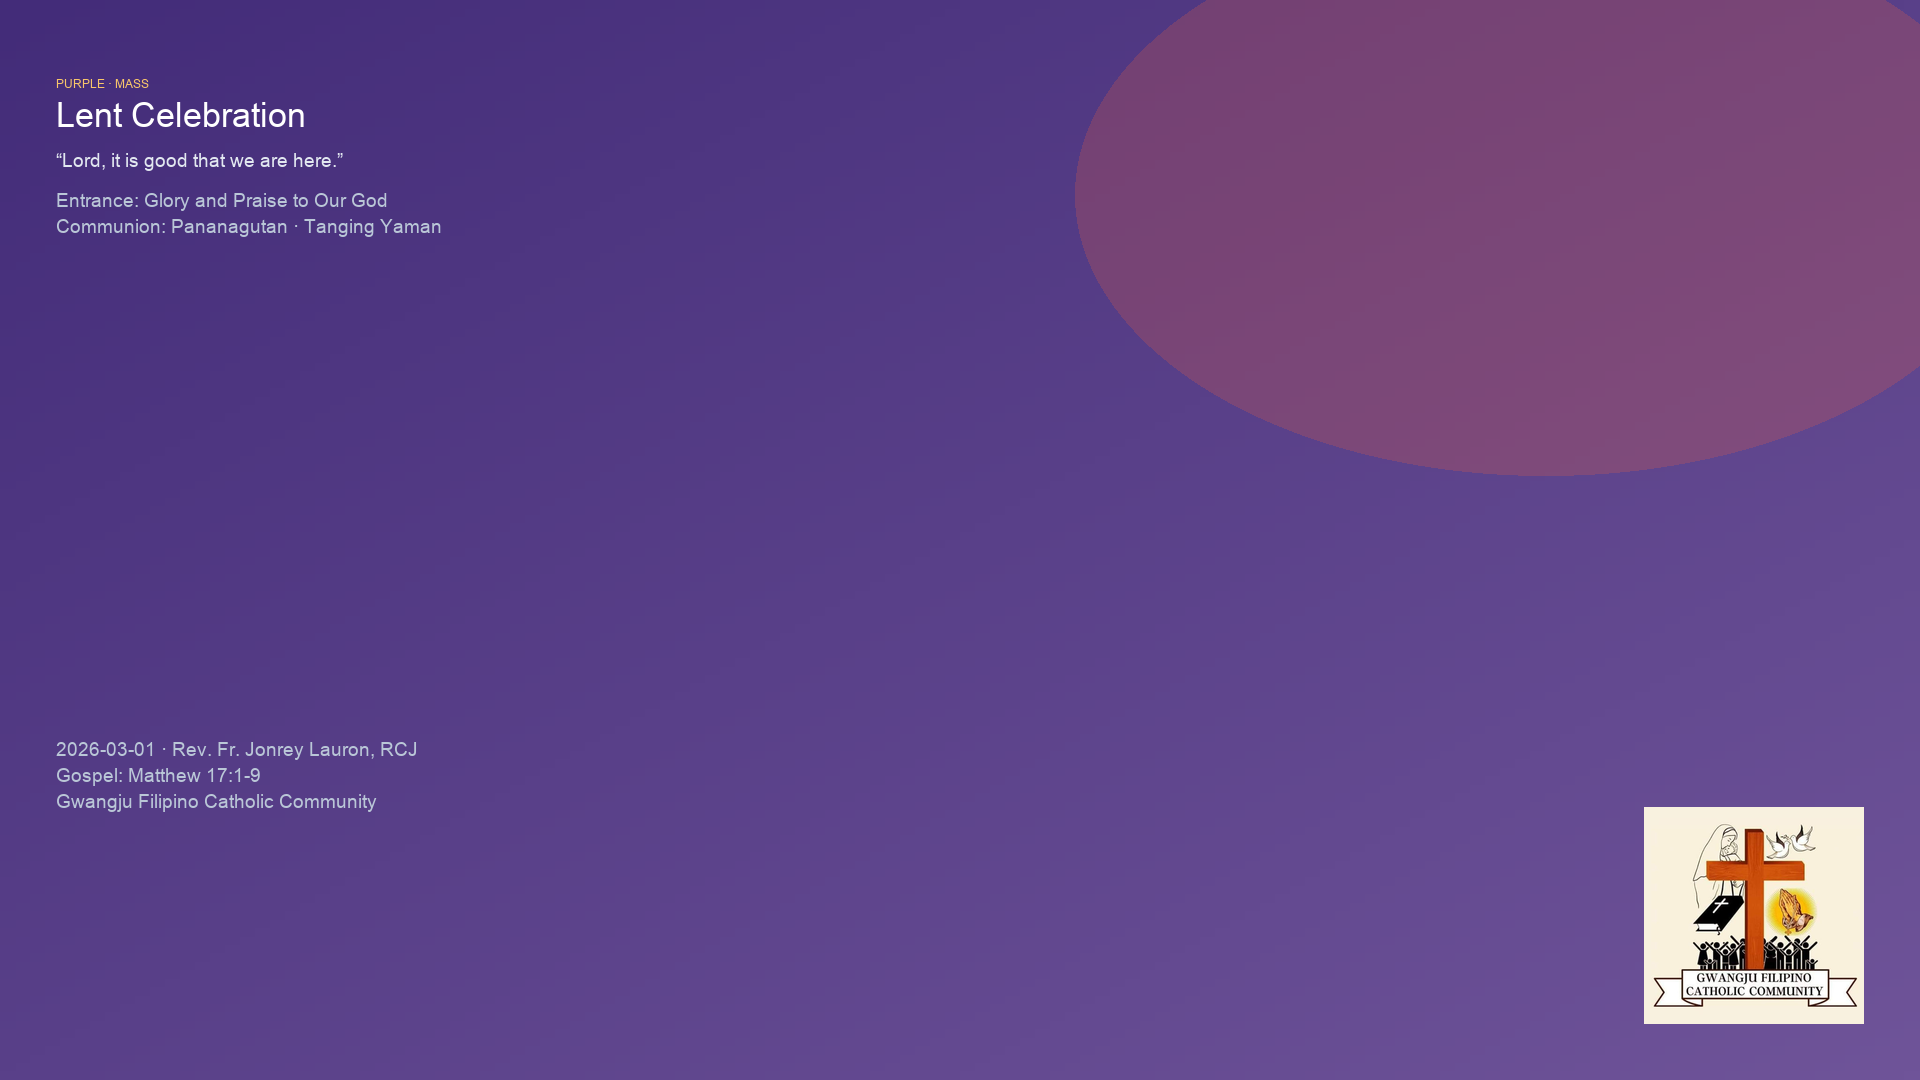 PURPLE · MASS
Lent Celebration
“Lord, it is good that we are here.”
Entrance: Glory and Praise to Our God
Communion: Pananagutan · Tanging Yaman
2026-03-01 · Rev. Fr. Jonrey Lauron, RCJ
Gospel: Matthew 17:1-9
Gwangju Filipino Catholic Community
GWANGJU FILIPINO
CATHOLIC COMMUNITY